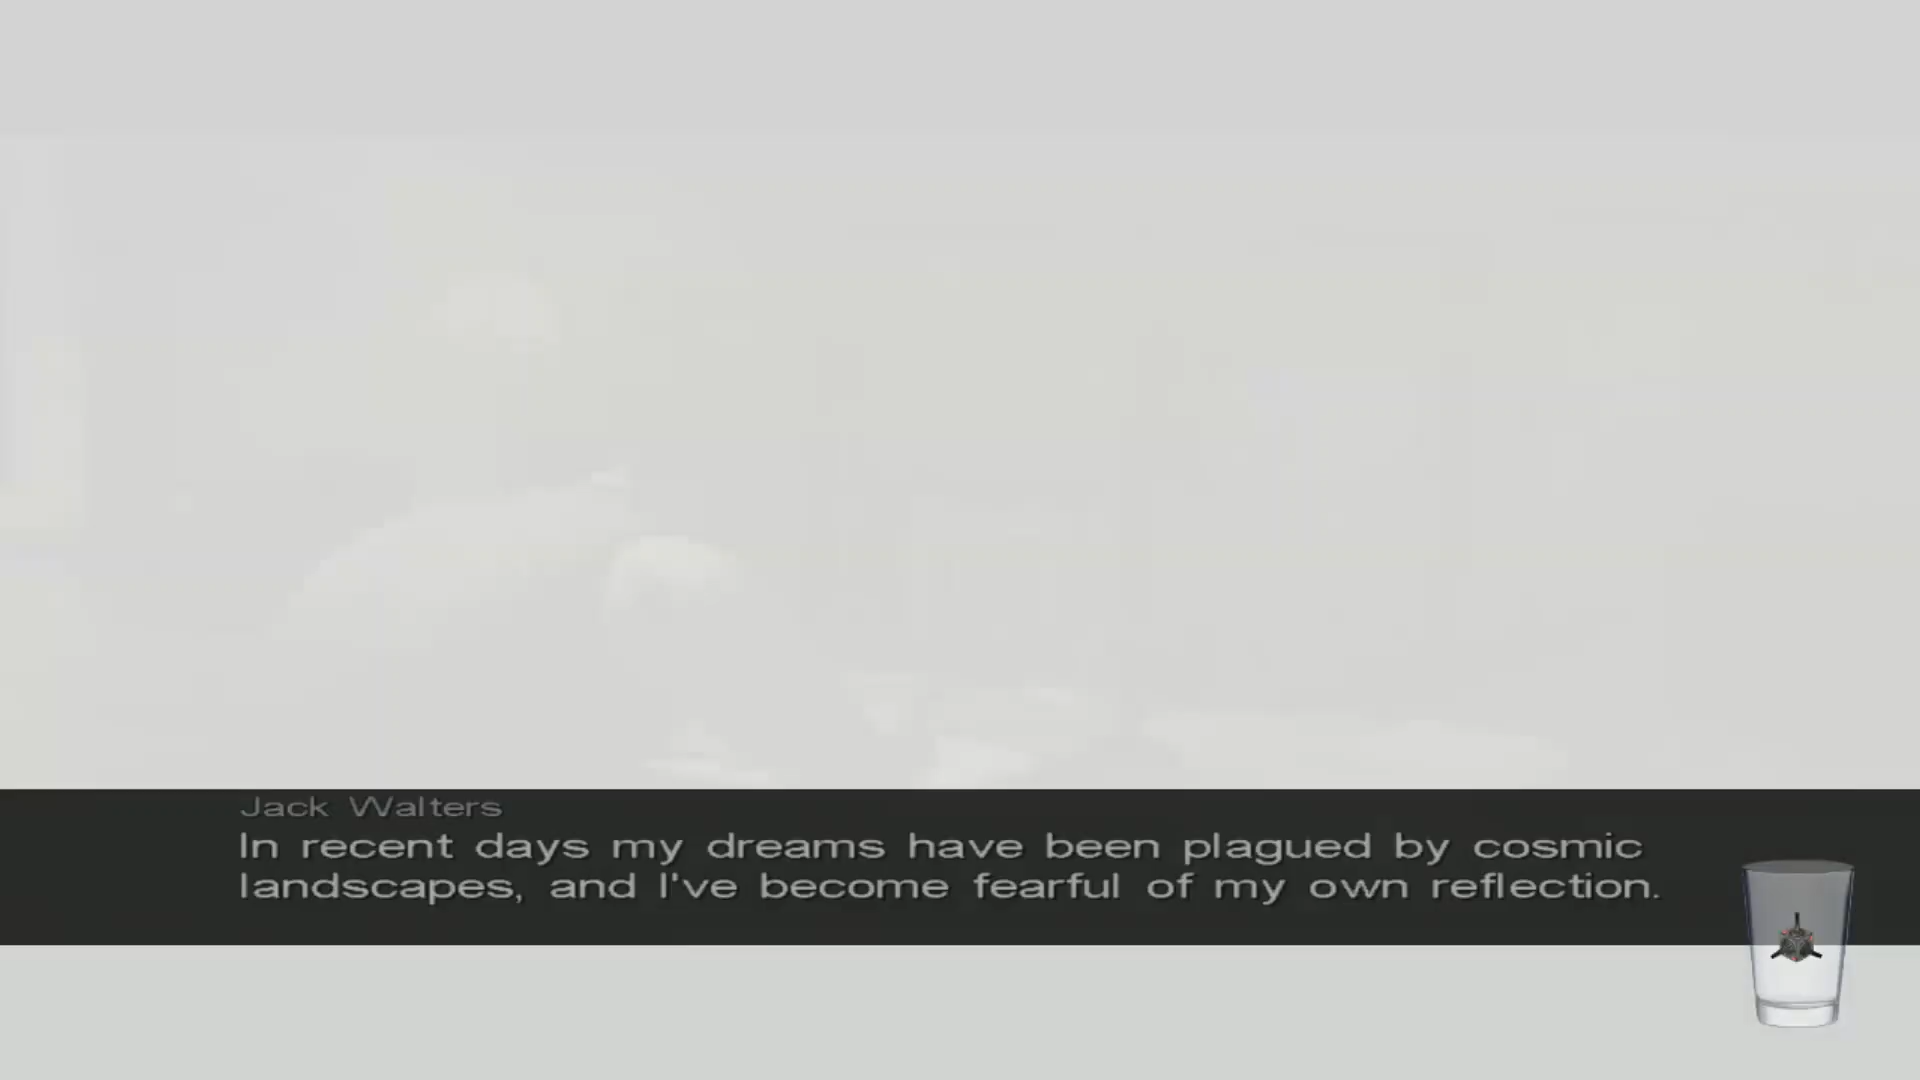 Jack Walters
In recent days my dreams have been plagued by cosmic
landscapes, and I've become fearful of my own reflection.